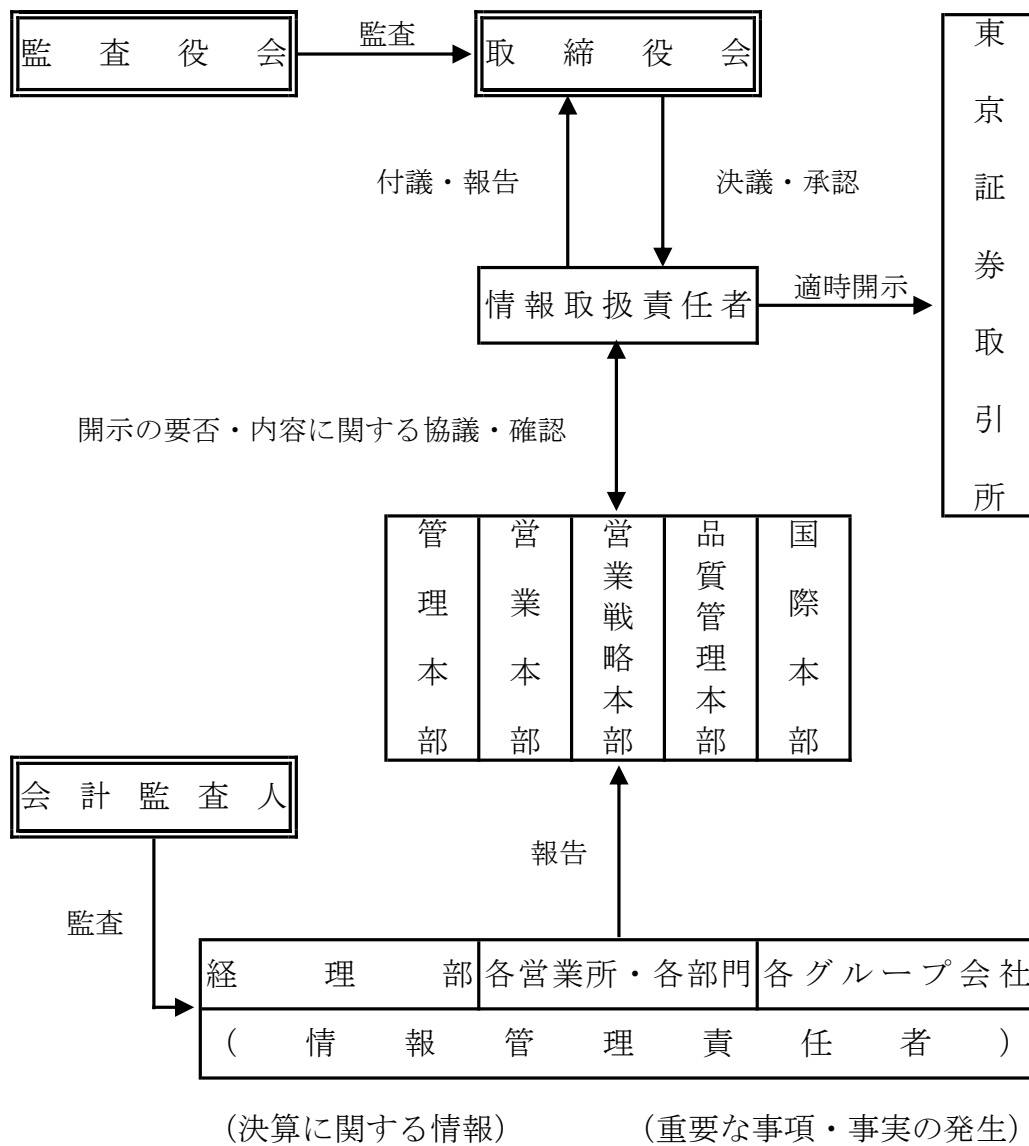 監査役会
監査
取締役会
東京証券取引所
付議・報告
決議・承認
情報取扱責任者
適時開示
開示の要否・内容に関する協議・確認
管理本部
営業本部
営業戦略本部
品質管理本部
国際本部
会計監査人
報告
監査
経理部
各営業所・各部門
各グループ会社
(情報管理責任者)
(決算に関する情報)
(重要な事項・事実の発生)